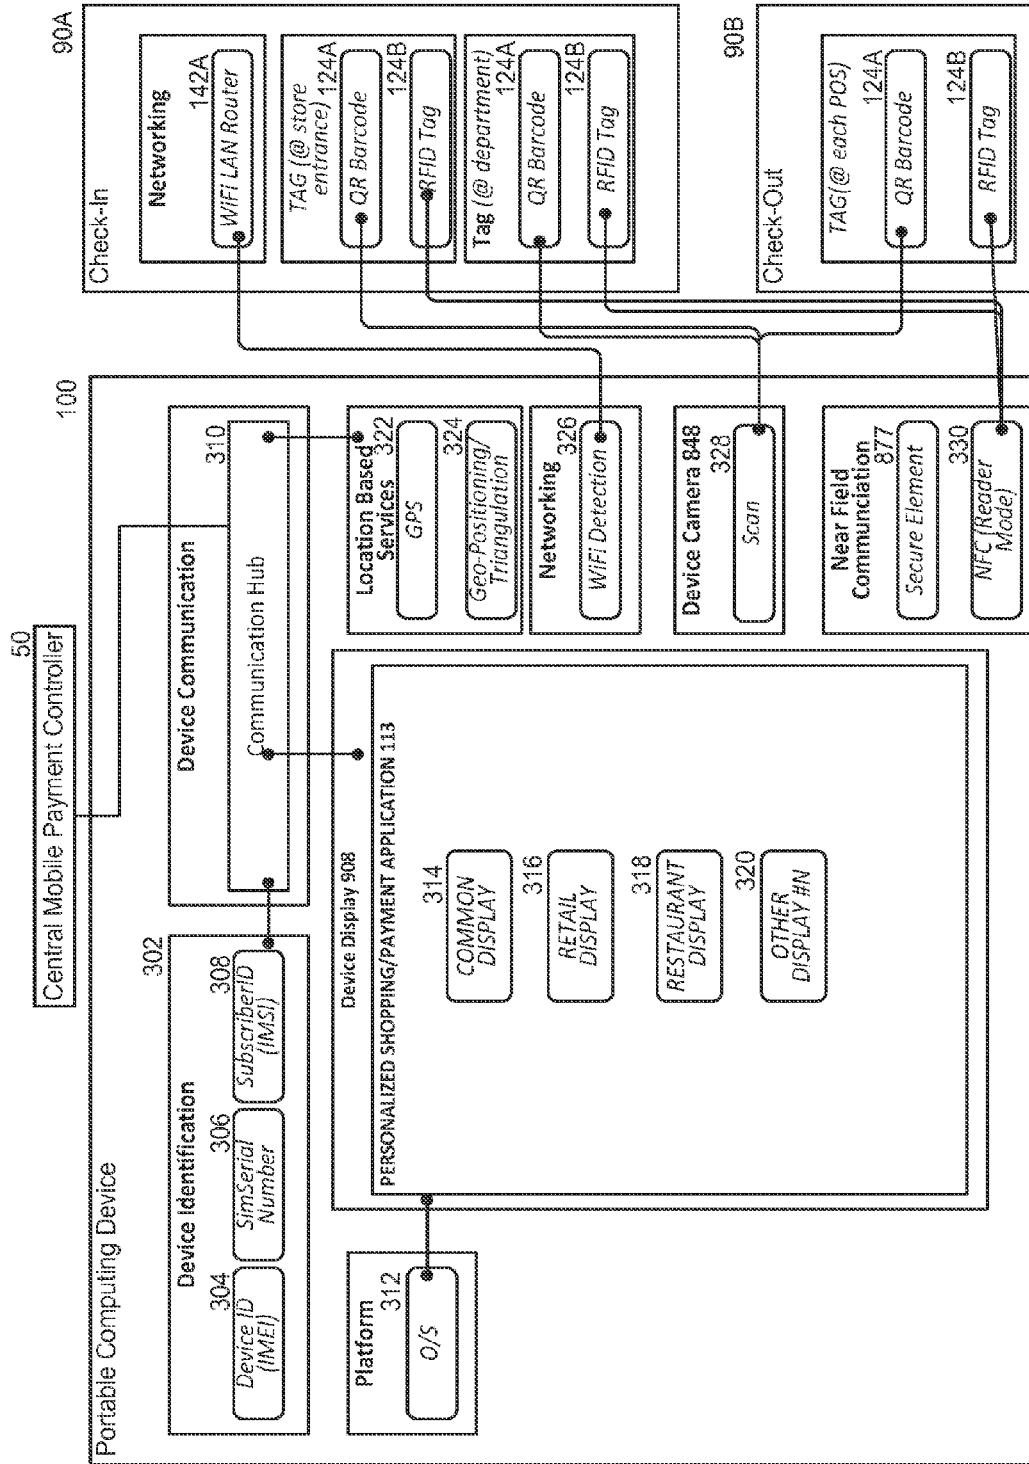 50
Central Mobile Payment Controller
Portable Computing Device
100
302
Device Identification
304
Device ID
(IMEI)
306
SimSerial
Number
308
SubscriberID
(IMSI)
Device Communication
310
Communication Hub
Platform
312
O/S
Device Display 908
PERSONALIZED SHOPPING/PAYMENT APPLICATION 113
314
COMMON
DISPLAY
316
RETAIL
DISPLAY
318
RESTAURANT
DISPLAY
320
OTHER
DISPLAY #N
Location Based
Services
322
GPS
324
Geo-Positioning/
Triangulation
Networking
326
WiFi Detection
Device Camera 848
328
Scan
Near Field
Communciation
877
Secure Element
330
NFC (Reader
Mode)
90A
Check-In
Networking
142A
WiFi LAN Router
TAG (@ store
entrance)
124A
QR Barcode
124B
RFID Tag
Tag (@ department)
124A
QR Barcode
124B
RFID Tag
90B
Check-Out
TAG(@ each POS)
124A
QR Barcode
124B
RFID Tag